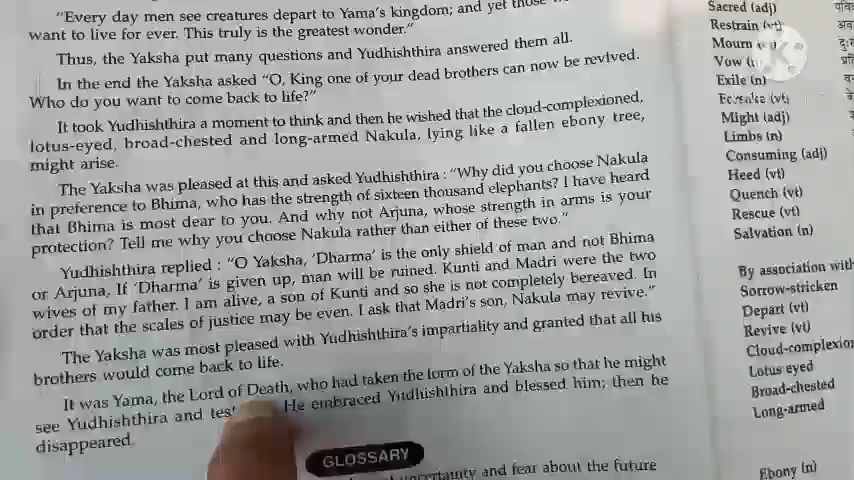 "Every day men see creatures depart to Yama's kingdom; and yet those
want to live for ever. This truly is the greatest wonder."
Thus, the Yaksha put many questions and Yudhishthira answered them all.
In the end the Yaksha asked "O, King one of your dead brothers can now be revived.
Who do you want to come back to life?"
It took Yudhishthira a moment to think and then he wished that the cloud-complexioned,
lotus-eyed, broad-chested and long-armed Nakula, lying like a fallen ebony tree,
might arise.
The Yaksha was pleased at this and asked Yudhishthira : "Why did you choose Nakula
in preference to Bhima, who has the strength of sixteen thousand elephants? I have heard
that Bhima is most dear to you. And why not Arjuna, whose strength in arms is your
protection? Tell me why you choose Nakula rather than either of these two."
Yudhishthira replied : "O Yaksha, 'Dharma' is the only shield of man and not Bhima
or Arjuna, If 'Dharma' is given up, man will be ruined. Kunti and Madri were the two
wives of my father. I am alive, a son of Kunti and so she is not completely bereaved. In
order that the scales of justice may be even. I ask that Madri's son, Nakula may revive."
The Yaksha was most pleased with Yudhishthira's impartiality and granted that all his
brothers would come back to life.
It was Yama, the Lord of Death, who had taken the form of the Yaksha so that he might
see Yudhishthira and tes He embraced Yudhishthira and blessed him; then he
disappeared.
GLOSSARY
uncertainty and fear about the future
Sacred (adj)
Restrain (vt)
Mourn
Vow
Exile (n)
Forsake (vt)
Might (adj)
Limbs (n)
Consuming (adj)
Heed (vt)
Quench (vt)
Rescue (vt)
Salvation (n)
By association with
Sorrow-stricken
Depart (vt)
Revive (vt)
Cloud-complexio
Lotus eyed
Broad-chested
Long-armed
Ebony (n)